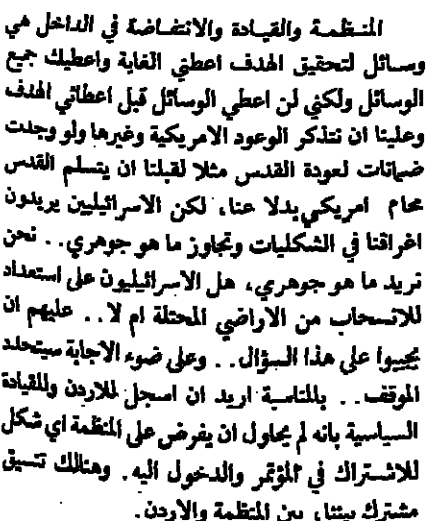 المنظمة والقيادة والانتفاضة في الداخل هي
وسائل لتحقيق الهدف اعطني الغاية واعطيك جميع
الوسائل ولكني لن اعطي الوسائل قبل أعطائي الهدف
وعلينا ان نتذكر الوعود الامريكية وغيرها ولو وجدت
ضمانات لعودة القدس مثلا لقبلنا ان يتسلم القدس
محام امريكي بدلا عنا، لكن الاسرائيليين يريدون
اغراقنا في الشكليات وتجاوز ما هو جوهري.. نحن
نريد ما هو جوهري، هل الاسرائيليون على استعداد
للانسحاب من الاراضي المحتلة ام لا.. عليهم ان
يجيبوا على هذا السؤال.. وعلى ضوء الاجابة سيتحدد
الموقف.. بالمناسبة اريد ان اسجل للاردن وللقيادة
السياسية بانه لم يحاول ان يفرض على المنظمة اي شكل
للاشتراك في المؤتمر والدخول اليه. وهنالك تنسيق
مشترك بيننا، بين المنظمة والاردن.